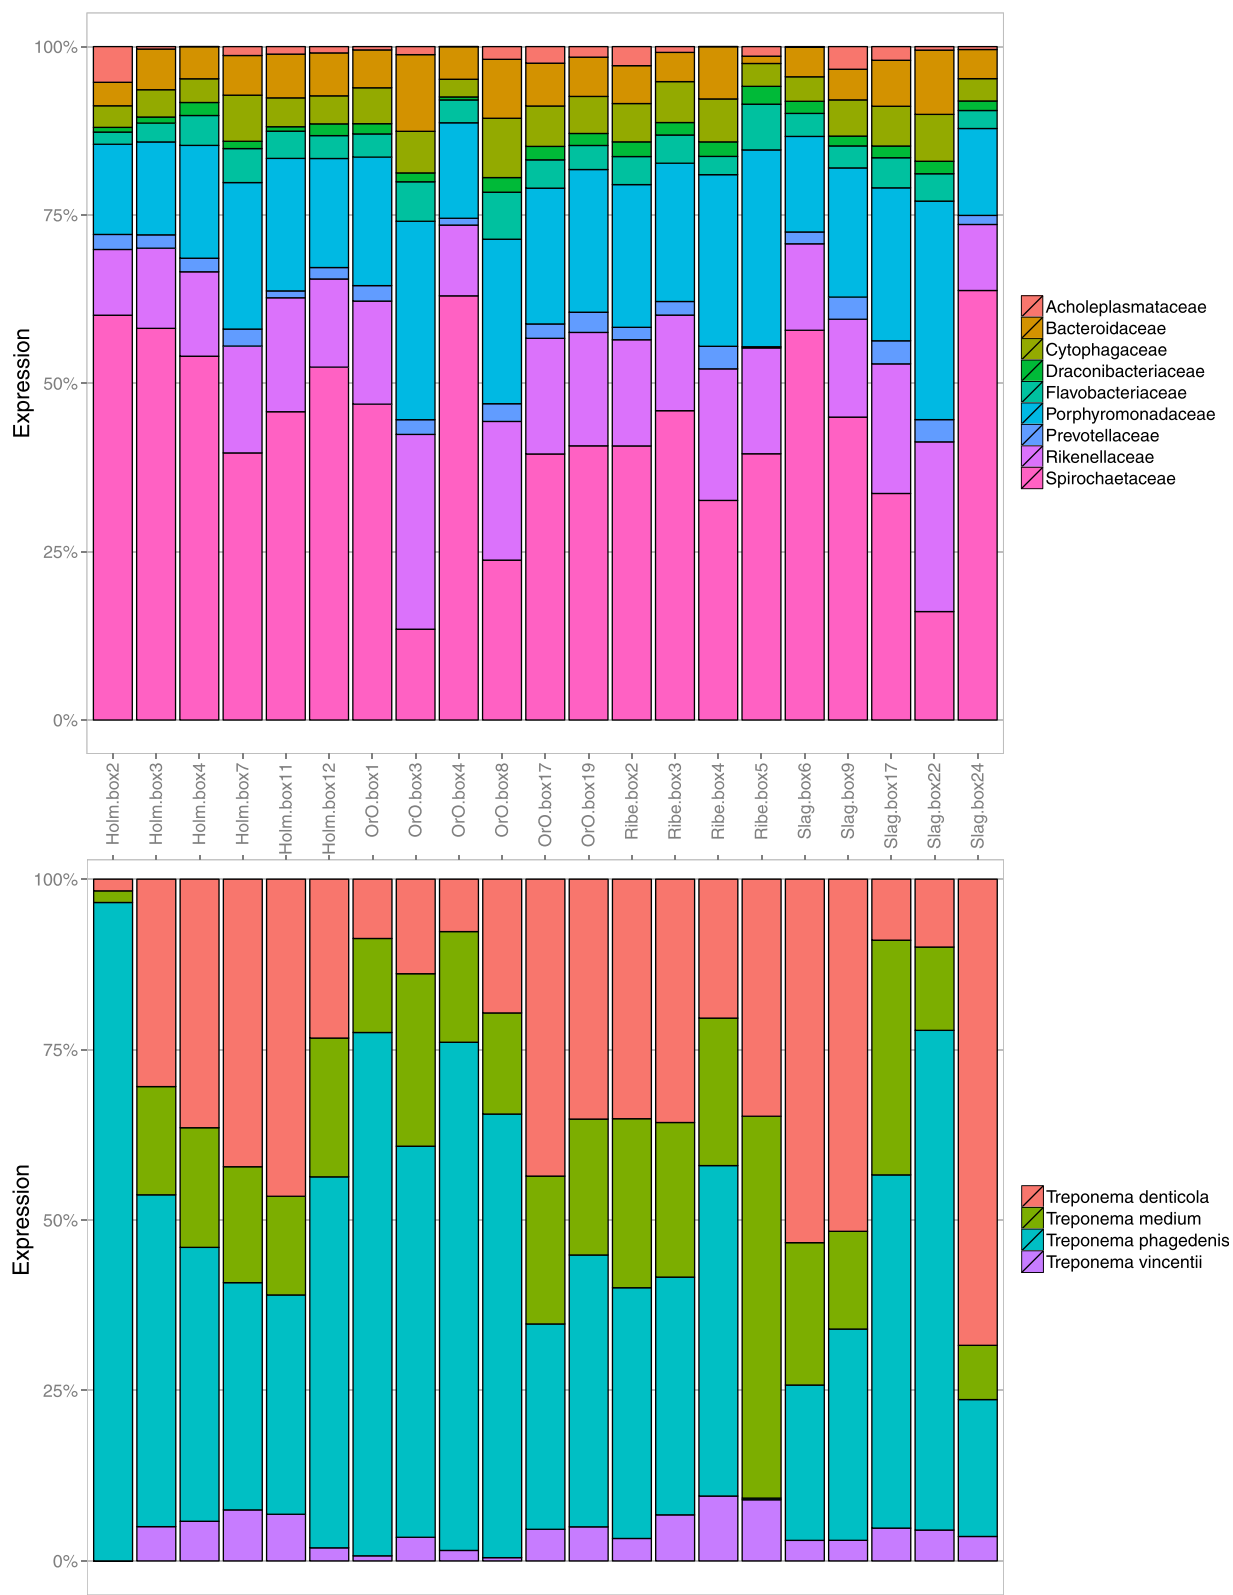 100%
75%
50%
25%
0%
Expression
Acholeplasmataceae
Bacteroidaceae
Cytophagaceae
Draconibacteriaceae
Flavobacteriaceae
Porphyromonadaceae
Prevotellaceae
Rikenellaceae
Spirochaetaceae
Holm.box2
Holm.box3
Holm.box4
Holm.box7
Holm.box11
Holm.box12
OrO.box1
OrO.box3
OrO.box4
OrO.box8
OrO.box17
OrO.box19
Ribe.box2
Ribe.box3
Ribe.box4
Ribe.box5
Slag.box6
Slag.box9
Slag.box17
Slag.box22
Slag.box24
100%
75%
50%
25%
0%
Expression
Treponema denticola
Treponema medium
Treponema phagedenis
Treponema vincentii